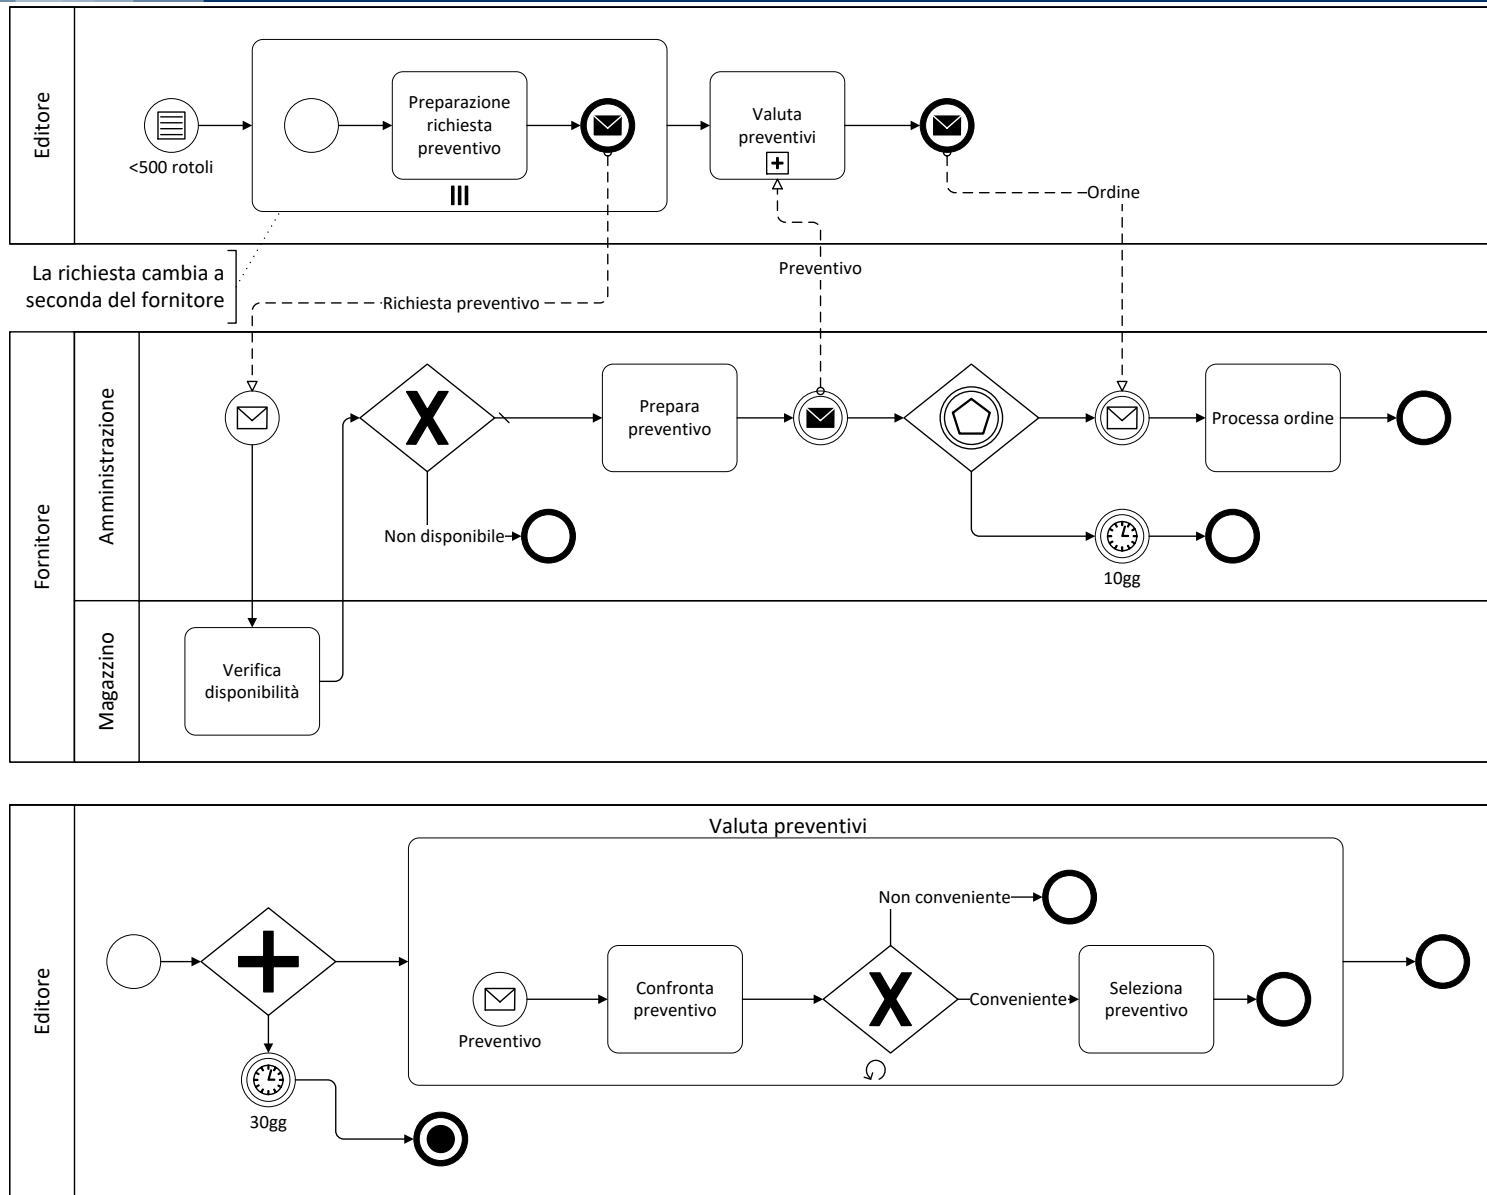 Editore
<500 rotoli
Preparazione
richiesta
preventivo
Valuta
preventivi
Ordine
La richiesta cambia a
seconda del fornitore
Richiesta preventivo
Preventivo
Fornitore
Amministrazione
Prepara
preventivo
Processa ordine
Non disponibile
10gg
Magazzino
Verifica
disponibilità
Editore
Valuta preventivi
Non conveniente
Preventivo
Confronta
preventivo
Conveniente
Seleziona
preventivo
30gg